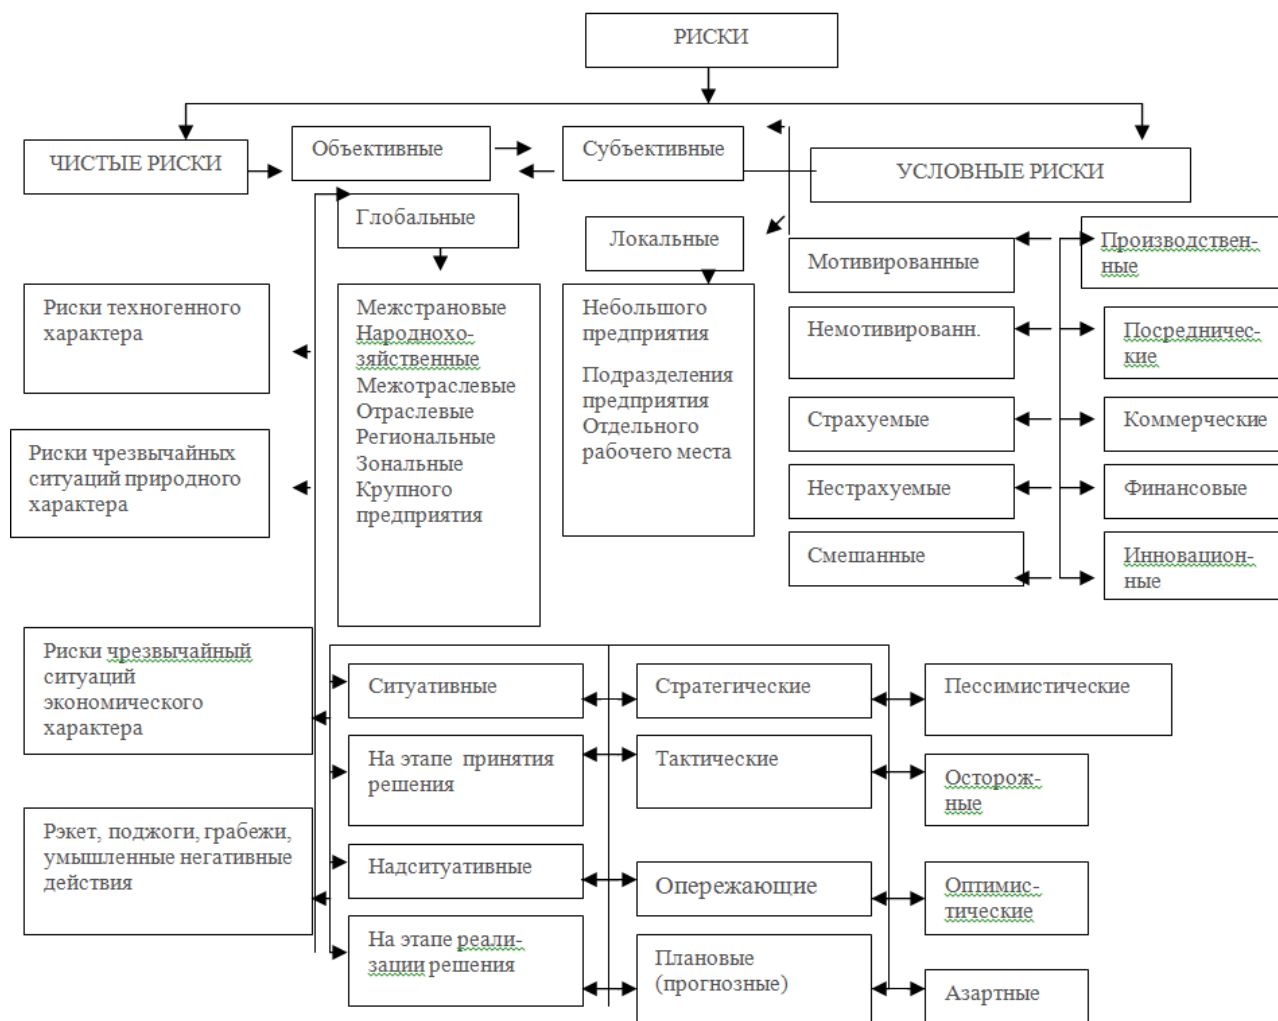 РИСКИ
ЧИСТЫЕ РИСКИ
Объективные
Субъективные
УСЛОВНЫЕ РИСКИ
Глобальные
Локальные
Мотивированные
Производствен-
ные
Риски техногенного
характера
Межстрановые
Народнохо-
зяйственные
Межотраслевые
Отраслевые
Региональные
Зональные
Крупного
предприятия
Небольшого
предприятия
Подразделения
предприятия
Отдельного
рабочего места
Немотивированн.
Посредничес-
кие
Страхуемые
Коммерческие
Риски чрезвычайных
ситуаций природного
характера
Нестрахуемые
Финансовые
Смешанные
Инновацион-
ные
Риски чрезвычайный
ситуаций
экономического
характера
Ситуативные
Стратегические
Пессимистические
На этапе принятия
решения
Тактические
Осторож-
ные
Рэкет, поджоги, грабежи,
умышленные негативные
действия
Надситуативные
Опережающие
Оптимис-
тические
На этапе реали-
зации решения
Плановые
(прогнозные)
Азартные